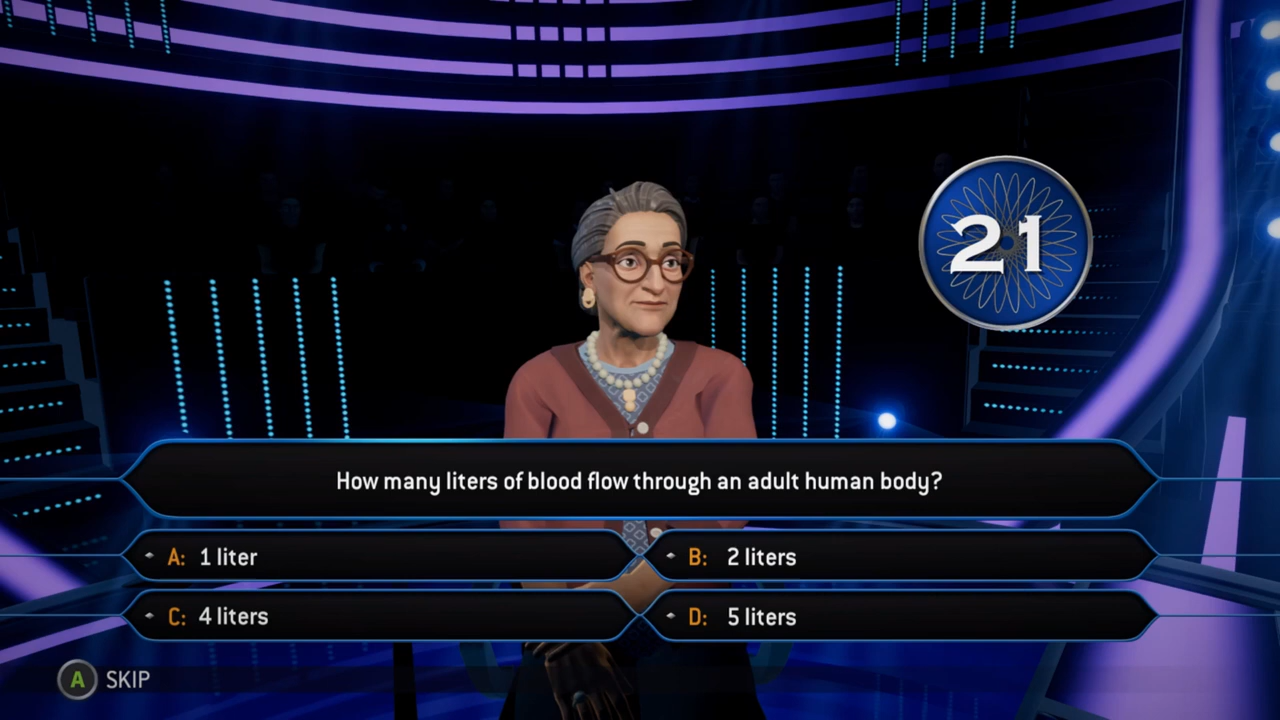 21
How many liters of blood flow through an adult human body?
A: 1 liter
B: 2 liters
C: 4 liters
D: 5 liters
A SKIP